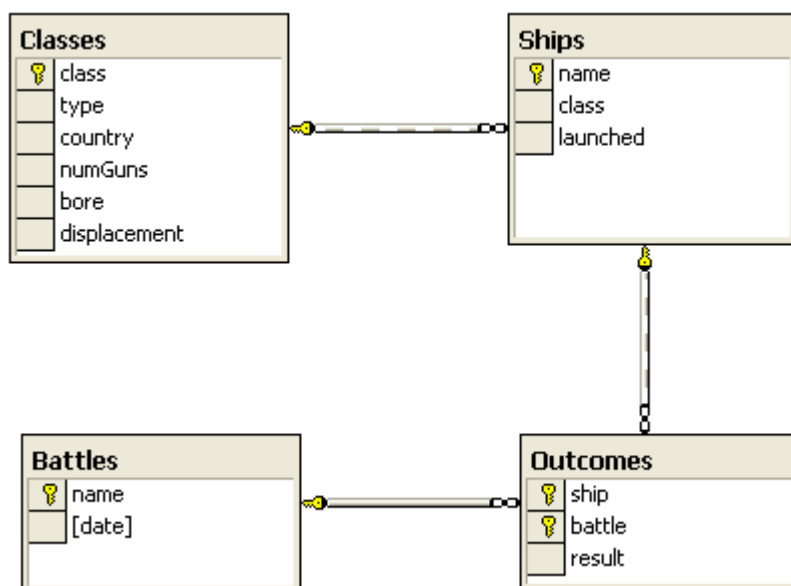 Classes
class
type
country
numGuns
bore
displacement
Ships
name
class
launched
Battles
name
[date]
Outcomes
ship
battle
result